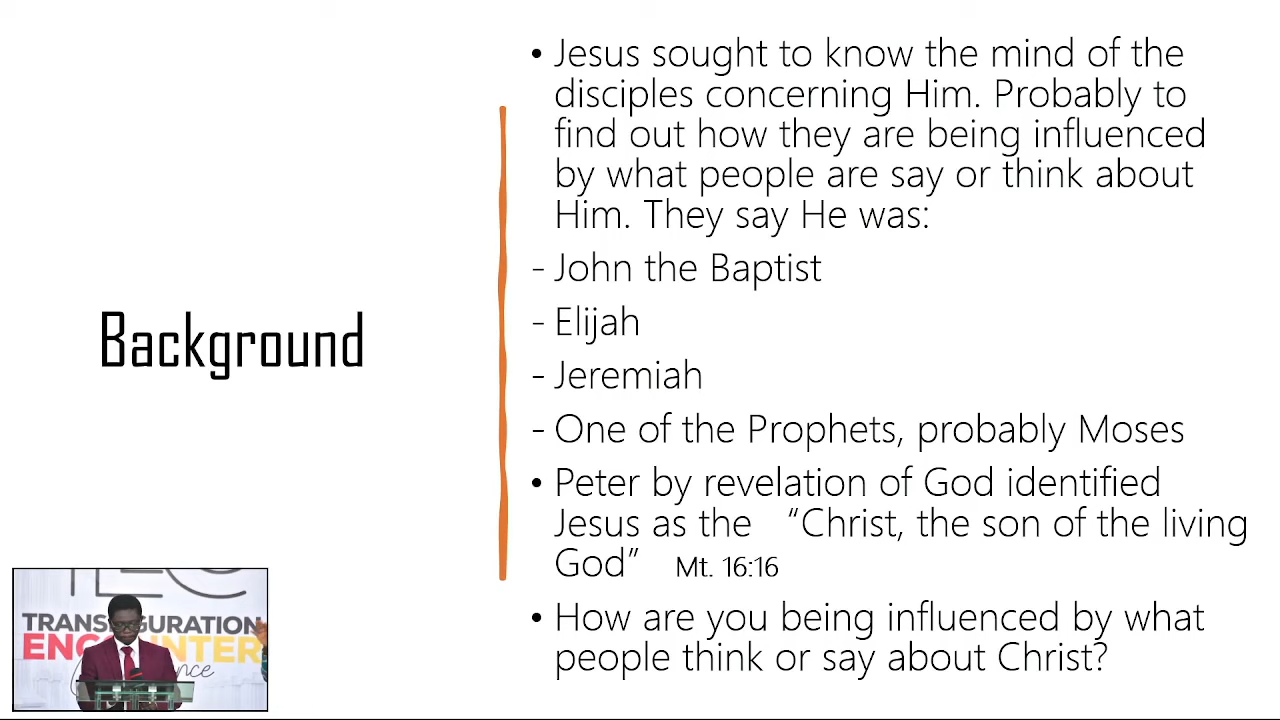 Background
• Jesus sought to know the mind of the
disciples concerning Him. Probably to
find out how they are being influenced
by what people are say or think about
Him. They say He was:
- John the Baptist
- Elijah
- Jeremiah
- One of the Prophets, probably Moses
• Peter by revelation of God identified
Jesus as the “Christ, the son of the living
God” Mt. 16:16
• How are you being influenced by what
people think or say about Christ?